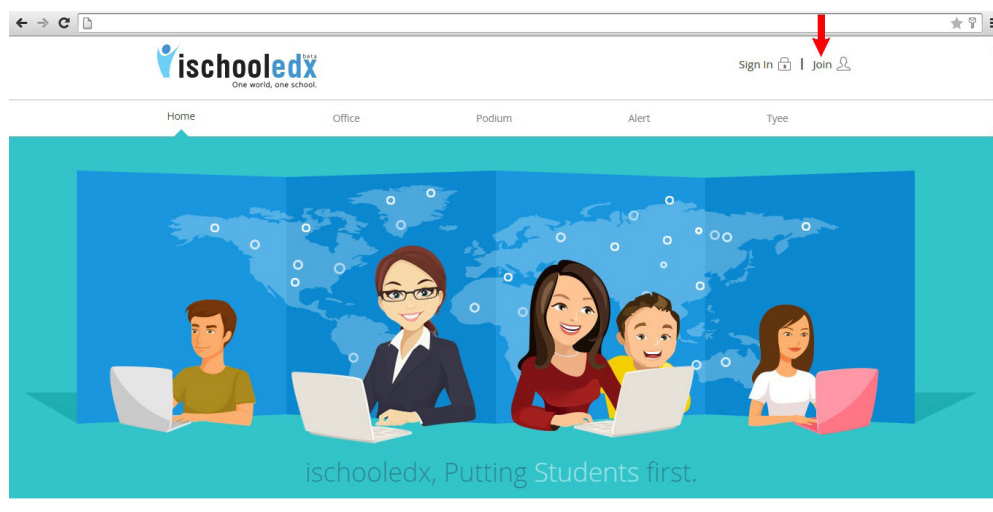 ischooledx
beta
One world, one school.
Sign In | Join
Home Office Podium Alert Tyee
ischooledx, Putting Students first.